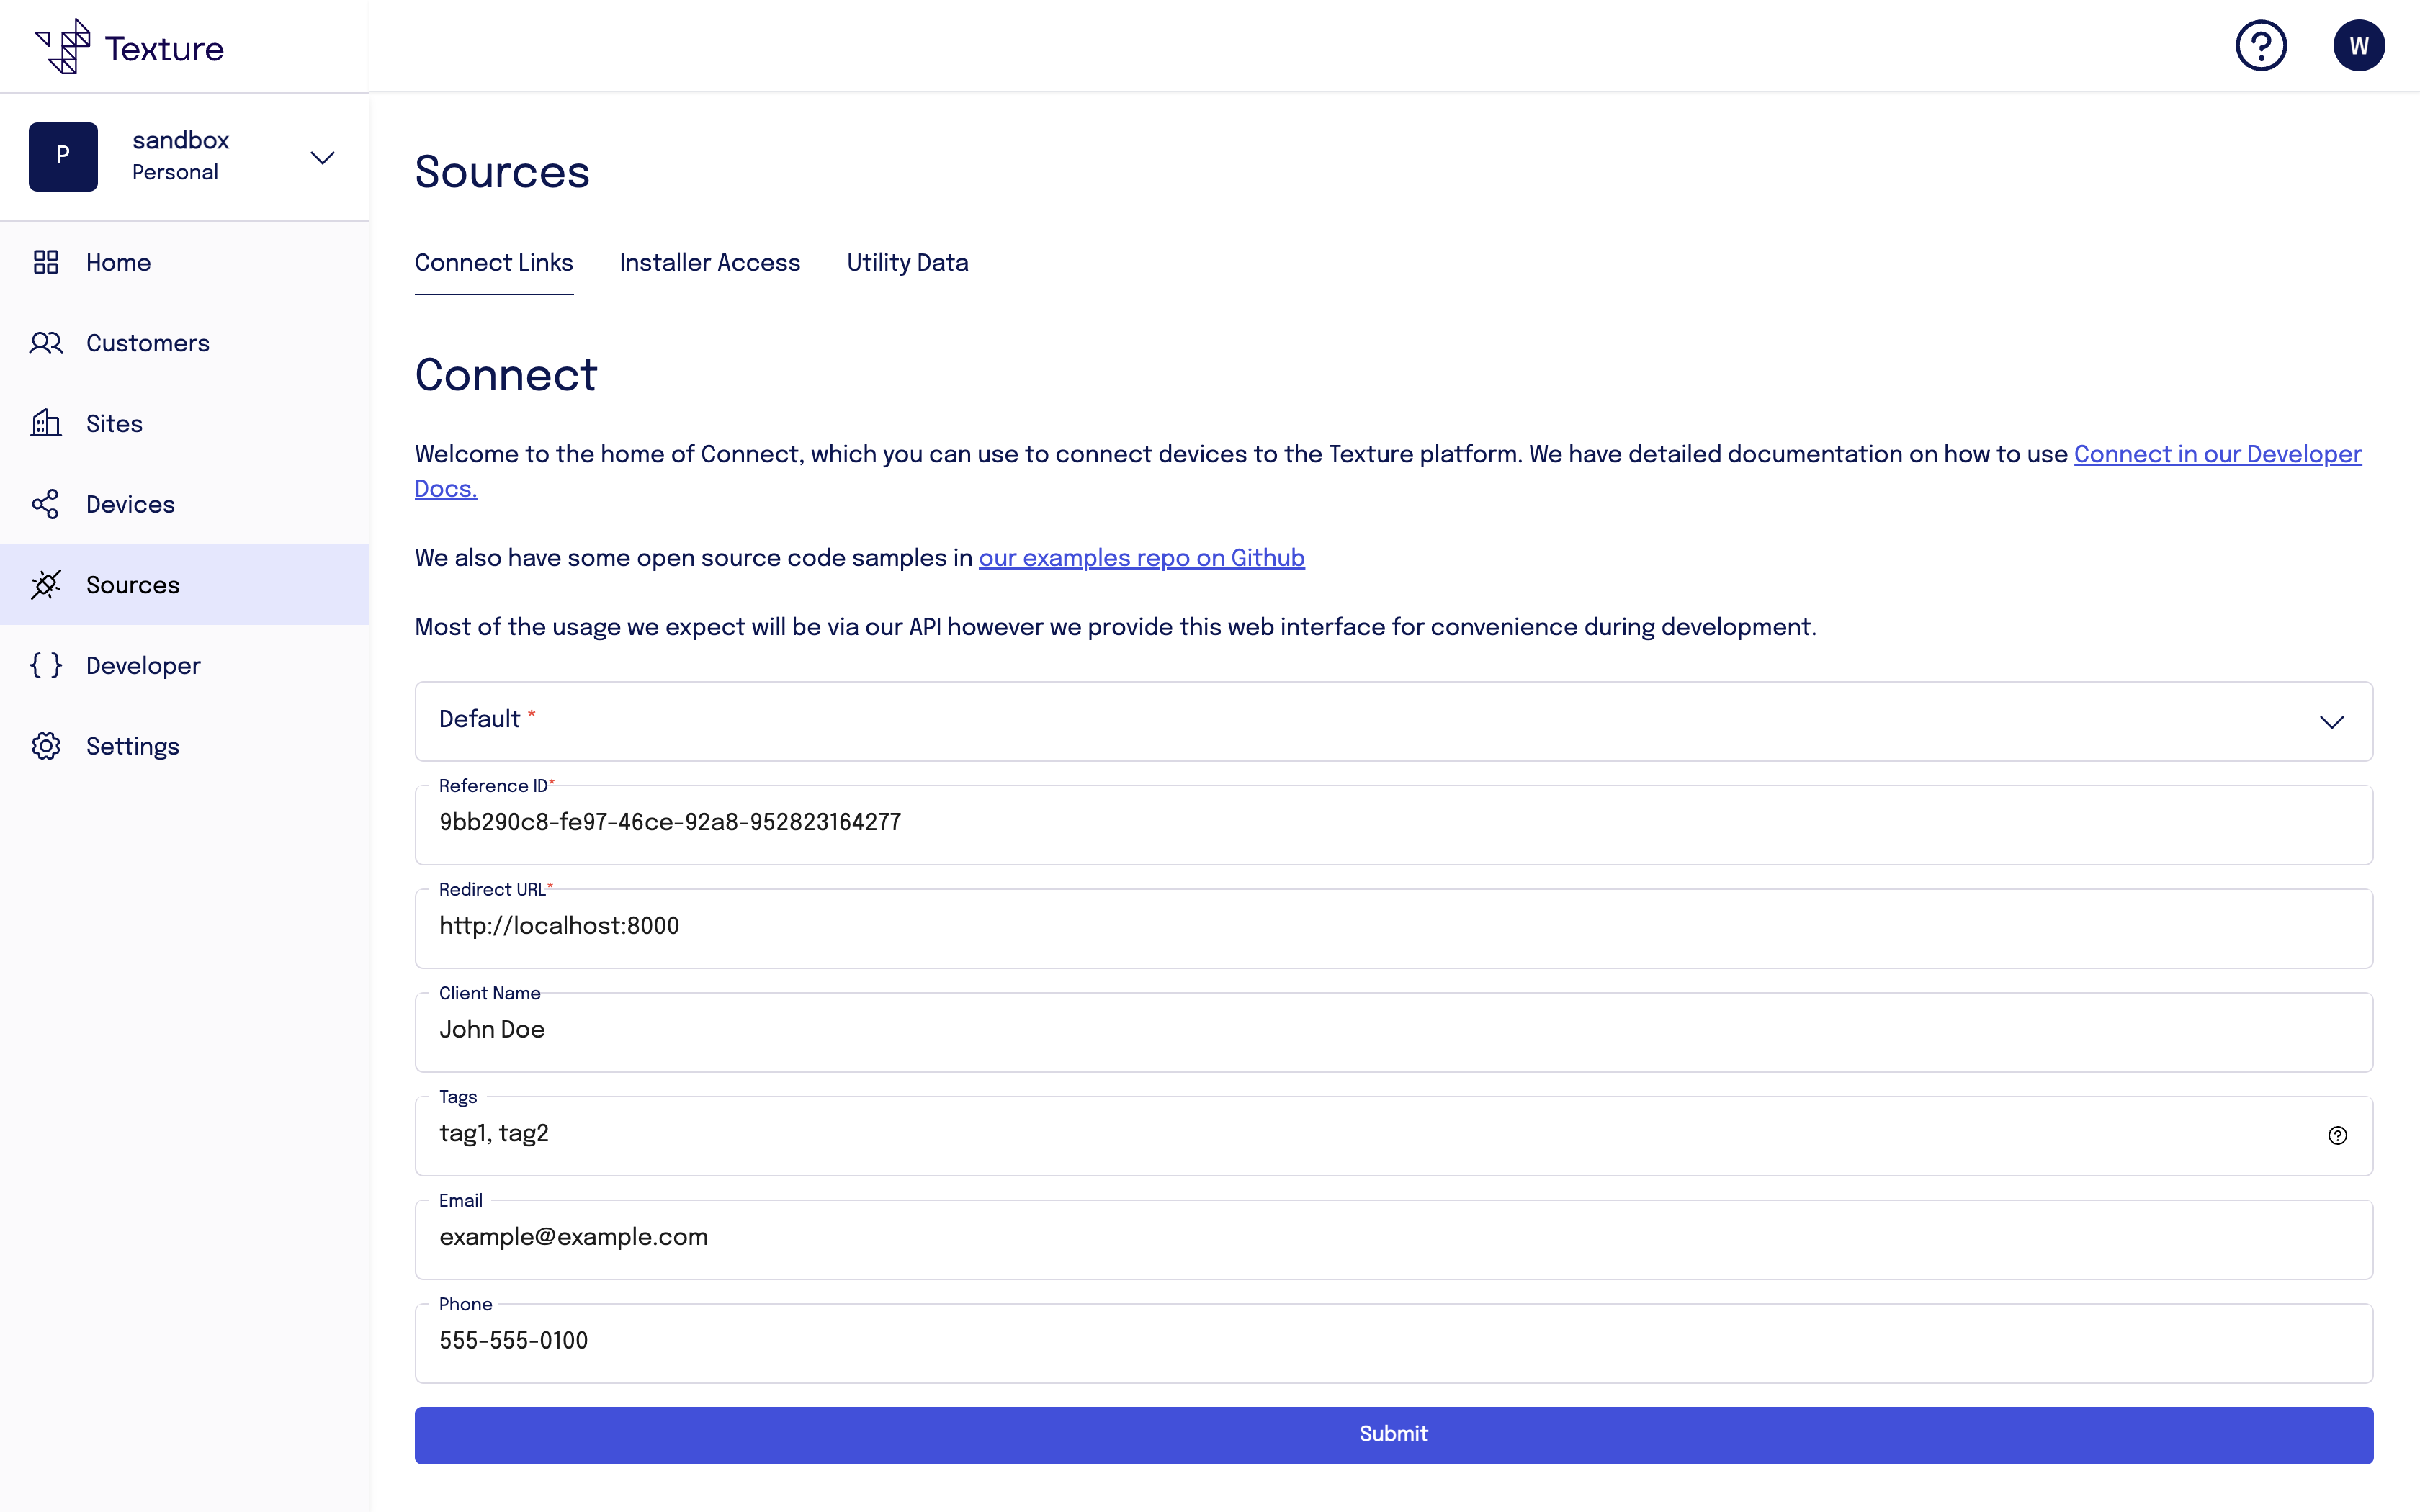 Texture
W
P
sandbox
Personal
Home
Customers
Sites
Devices
Sources
Developer
Settings
Sources
Connect Links
Installer Access
Utility Data
Connect
Welcome to the home of Connect, which you can use to connect devices to the Texture platform. We have detailed documentation on how to use Connect in our Developer
Docs.
We also have some open source code samples in our examples repo on Github
Most of the usage we expect will be via our API however we provide this web interface for convenience during development.
Default *
Reference ID*
9bb290c8-fe97-46ce-92a8-952823164277
Redirect URL*
http://localhost:8000
Client Name
John Doe
Tags
tag1, tag2
Email
example@example.com
Phone
555-555-0100
Submit